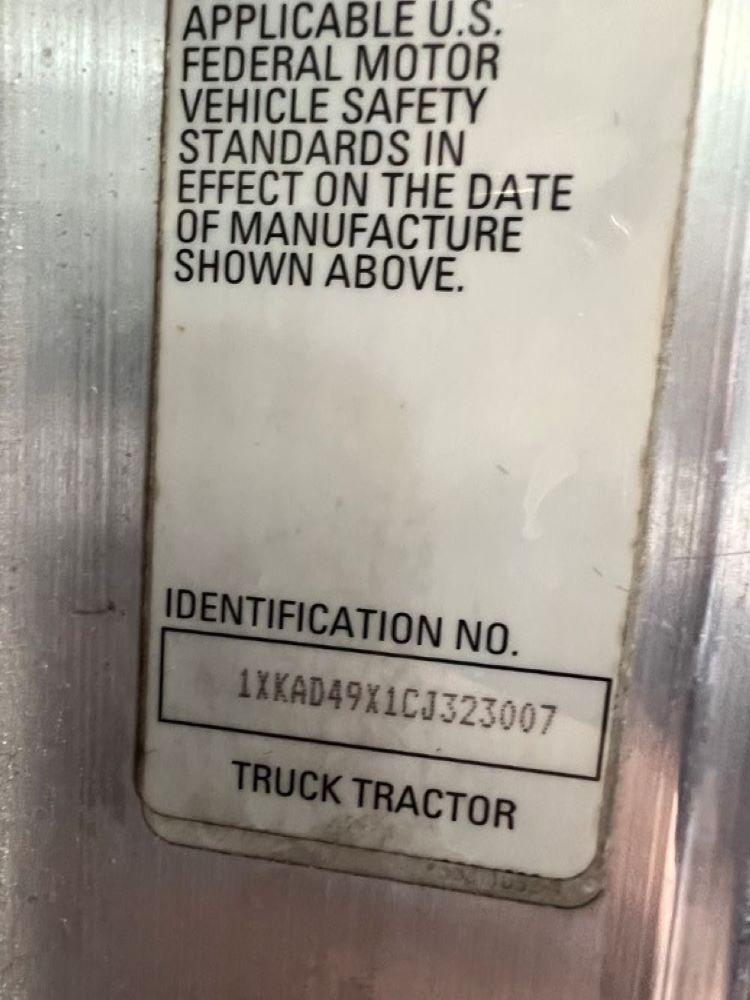 APPLICABLE U.S.
FEDERAL MOTOR
VEHICLE SAFETY
STANDARDS IN
EFFECT ON THE DATE
OF MANUFACTURE
SHOWN ABOVE.
IDENTIFICATION NO.
1XKAD49X1CJ323007
TRUCK TRACTOR